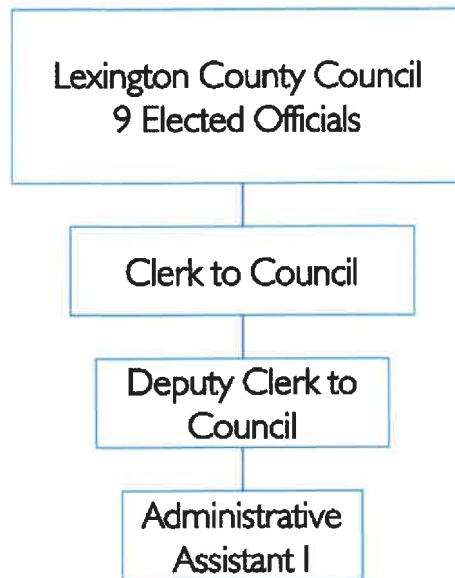 Lexington County Council
9 Elected Officials
Clerk to Council
Deputy Clerk to
Council
Administrative
Assistant I